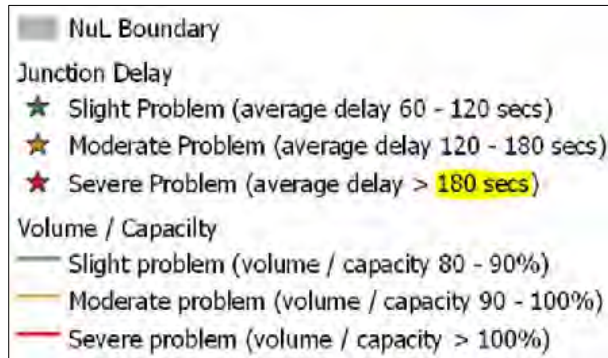 NuL Boundary
Junction Delay
Slight Problem (average delay 60 - 120 secs)
Moderate Problem (average delay 120 - 180 secs)
Severe Problem (average delay > 180 secs)
Volume / Capacilty
Slight problem (volume / capacity 80 - 90%)
Moderate problem (volume / capacity 90 - 100%)
Severe problem (volume / capacity > 100%)